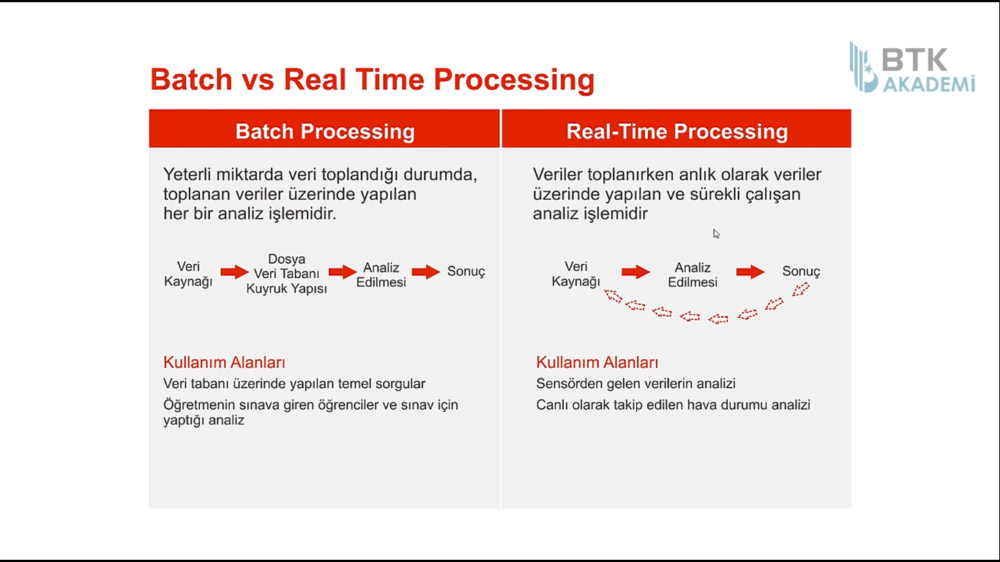 BTK
AKADEMİ
Batch vs Real Time Processing
Batch Processing
Yeterli miktarda veri toplandığı durumda,
toplanan veriler üzerinde yapılan
her bir analiz işlemidir.
Veri
Kaynağı
Dosya
Veri Tabanı
Kuyruk Yapısı
Analiz
Edilmesi
Sonuç
Kullanım Alanları
Veri tabanı üzerinde yapılan temel sorgular
Öğretmenin sınava giren öğrenciler ve sınav için
yaptığı analiz
Real-Time Processing
Veriler toplanırken anlık olarak veriler
üzerinde yapılan ve sürekli çalışan
analiz işlemidir
Veri
Kaynağı
Analiz
Edilmesi
Sonuç
Kullanım Alanları
Sensörden gelen verilerin analizi
Canlı olarak takip edilen hava durumu analizi